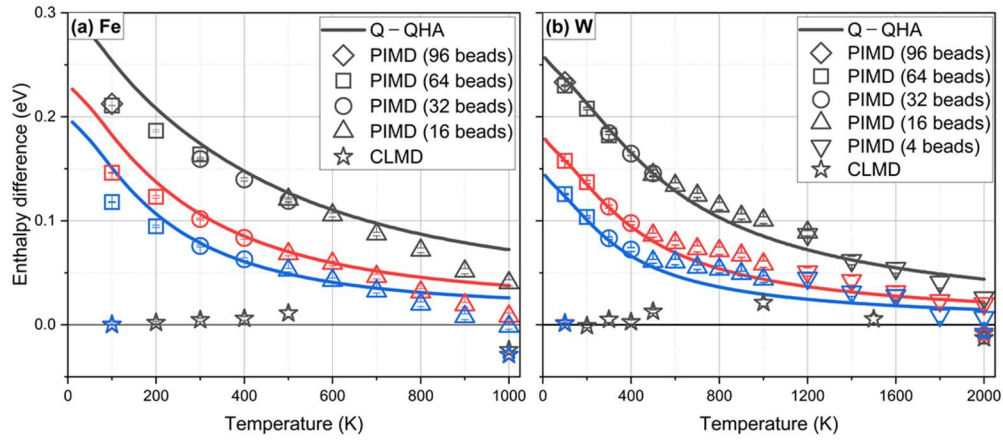 (a) Fe
Q – QHA
PIMD (96 beads)
PIMD (64 beads)
PIMD (32 beads)
PIMD (16 beads)
CLMD
0.3
0.2
0.1
0.0
Enthalpy difference (eV)
0 200 400 600 800 1000
Temperature (K)
(b) W
Q – QHA
PIMD (96 beads)
PIMD (64 beads)
PIMD (32 beads)
PIMD (16 beads)
PIMD (4 beads)
CLMD
0 400 800 1200 1600 2000
Temperature (K)